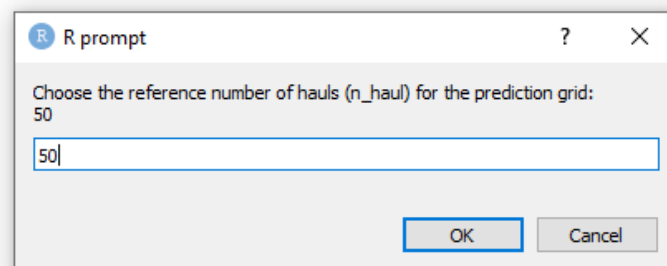 R R prompt ?
Choose the reference number of hauls (n_haul) for the prediction grid:
50
50
OK Cancel